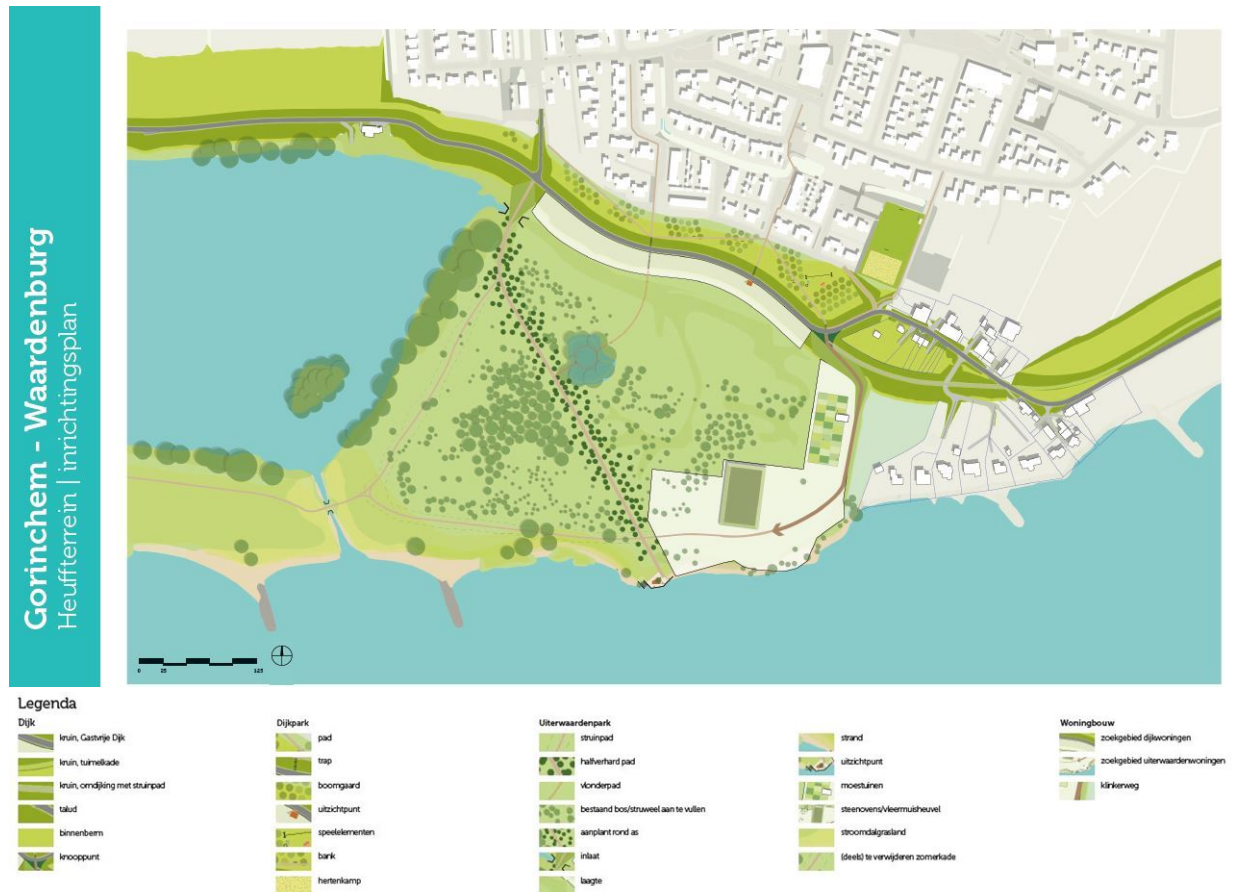 Gorinchem - Waardenburg
Heuffterrein | inrichtingsplan
0 25 125
Legenda
Dijk
kruin, Gastvrije Dijk
kruin, tuimelkade
kruin, omdijking met struinpad
talud
binnenberm
knooppunt
Dijkpark
pad
trap
boomgaard
uitzichtpunt
speelelementen
bank
hertenkamp
Uiterwaardenpark
struinpad
halfverhard pad
vlonderpad
bestaand bos/struweel aan te vullen
aanplant rond as
inlaat
laagte
strand
uitzichtpunt
moestuinen
steenovens/vleermuisheuvel
stroomdalgrasland
(deels) te verwijderen zomerkade
Woningbouw
zoekgebied dijkwoningen
zoekgebied uiterwaardenwoningen
klinkerweg